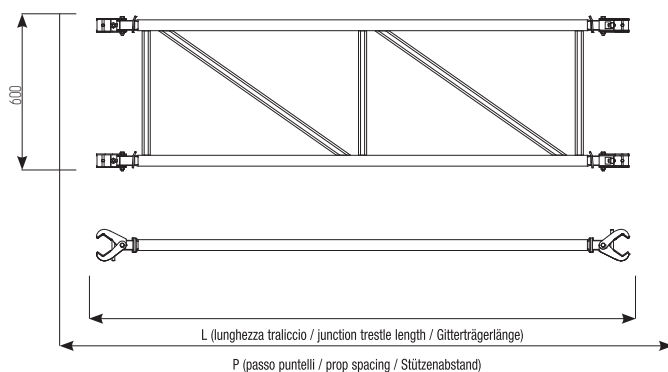 600
L (lunghezza traliccio / junction trestle length / Gitterträgerlänge)
P (passo puntelli / prop spacing / Stützenabstand)